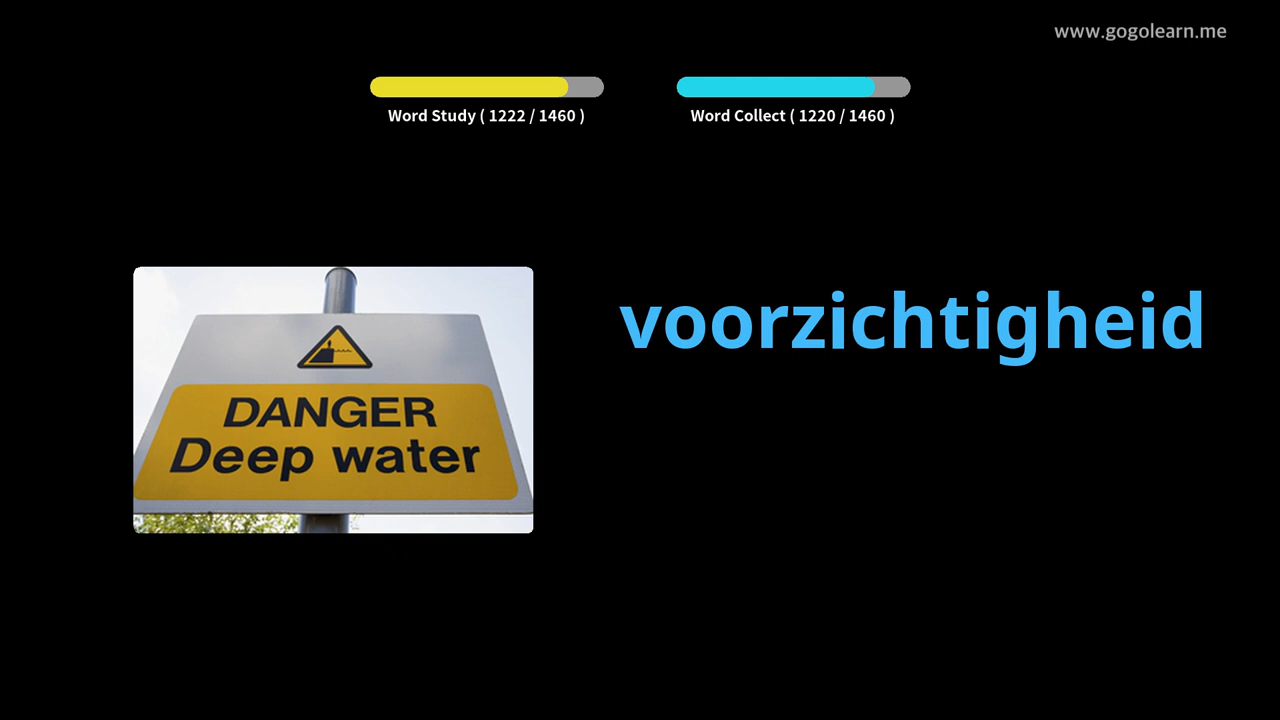 www.gogolearn.me
Word Study ( 1222 / 1460 )
Word Collect ( 1220 / 1460 )
voorzichtigheid
DANGER
Deep water